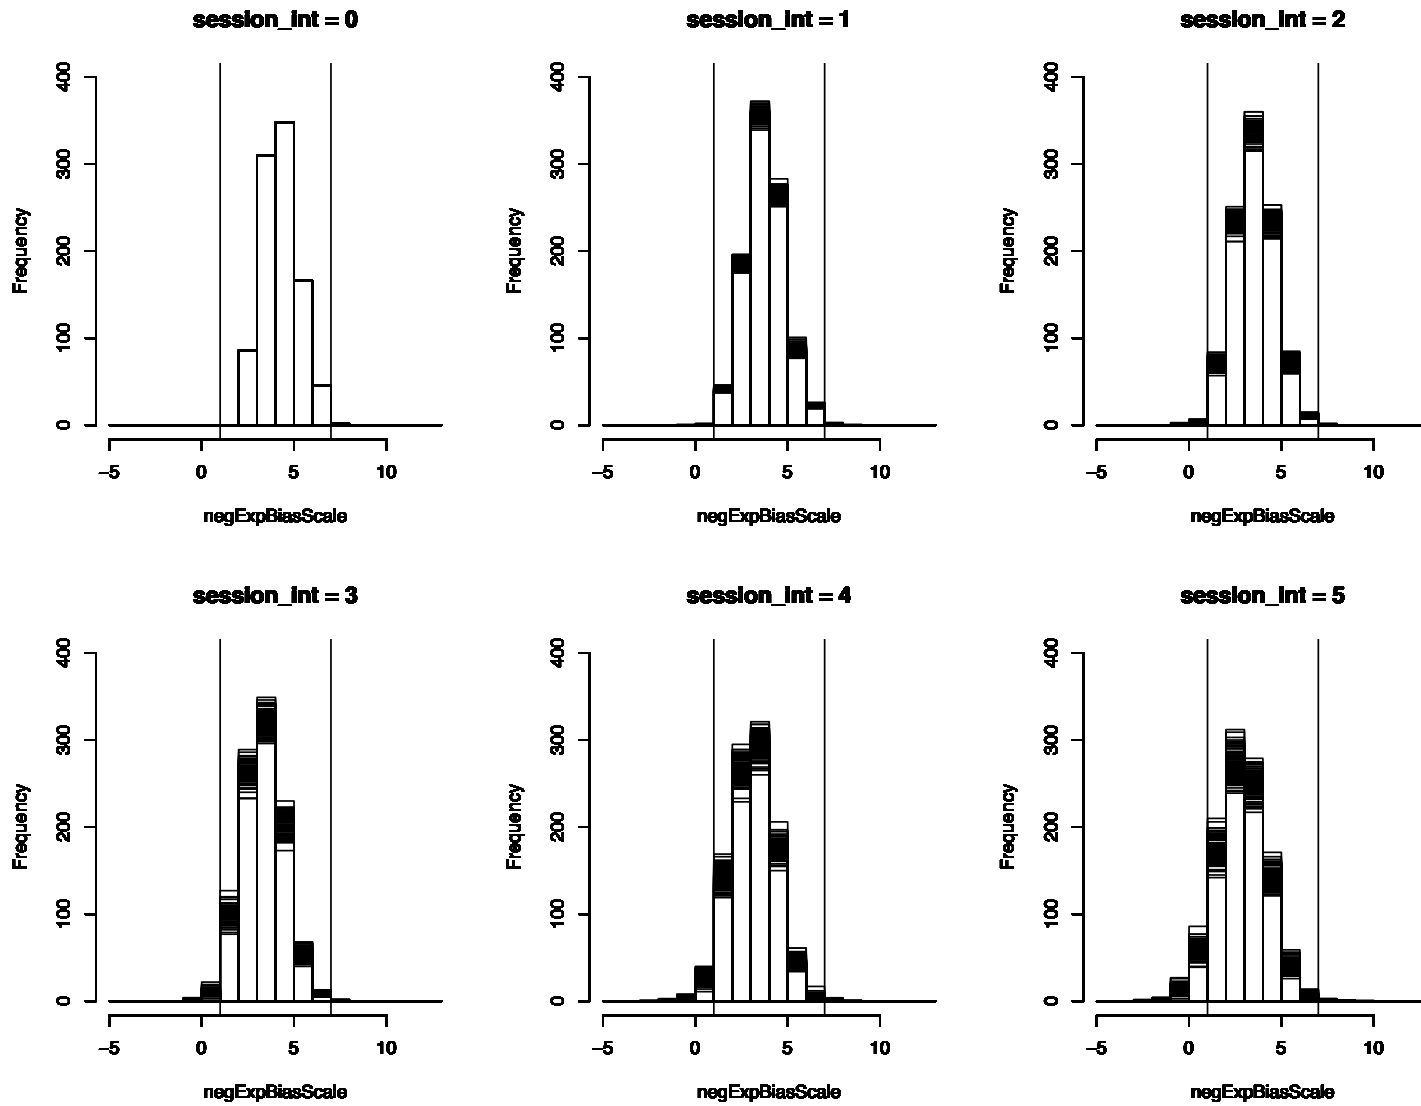 session_int = 0
session_int = 1
session_int = 2
400
300
200
100
0
Frequency
−5 0 5 10
negExpBiasScale
400
300
200
100
0
Frequency
−5 0 5 10
negExpBiasScale
400
300
200
100
0
Frequency
−5 0 5 10
negExpBiasScale
session_int = 3
session_int = 4
session_int = 5
400
300
200
100
0
Frequency
−5 0 5 10
negExpBiasScale
400
300
200
100
0
Frequency
−5 0 5 10
negExpBiasScale
400
300
200
100
0
Frequency
−5 0 5 10
negExpBiasScale